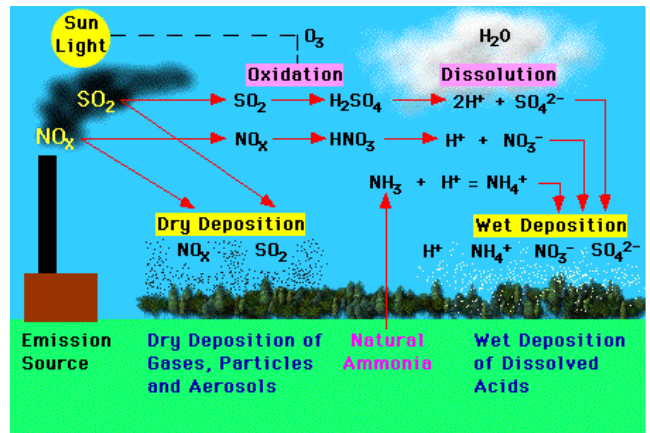 Sun
Light
O₃
H₂O
Oxidation
Dissolution
SO₂
SO₂
H₂SO₄
2H⁺ + SO₄²⁻
NOₓ
NOₓ
HNO₃
H⁺ + NO₃⁻
NH₃ + H⁺ = NH₄⁺
Dry Deposition
Wet Deposition
NOₓ SO₂
H⁺ NH₄⁺ NO₃⁻ SO₄²⁻
Emission
Source
Dry Deposition of
Gases, Particles
and Aerosols
Natural
Ammonia
Wet Deposition
of Dissolved
Acids